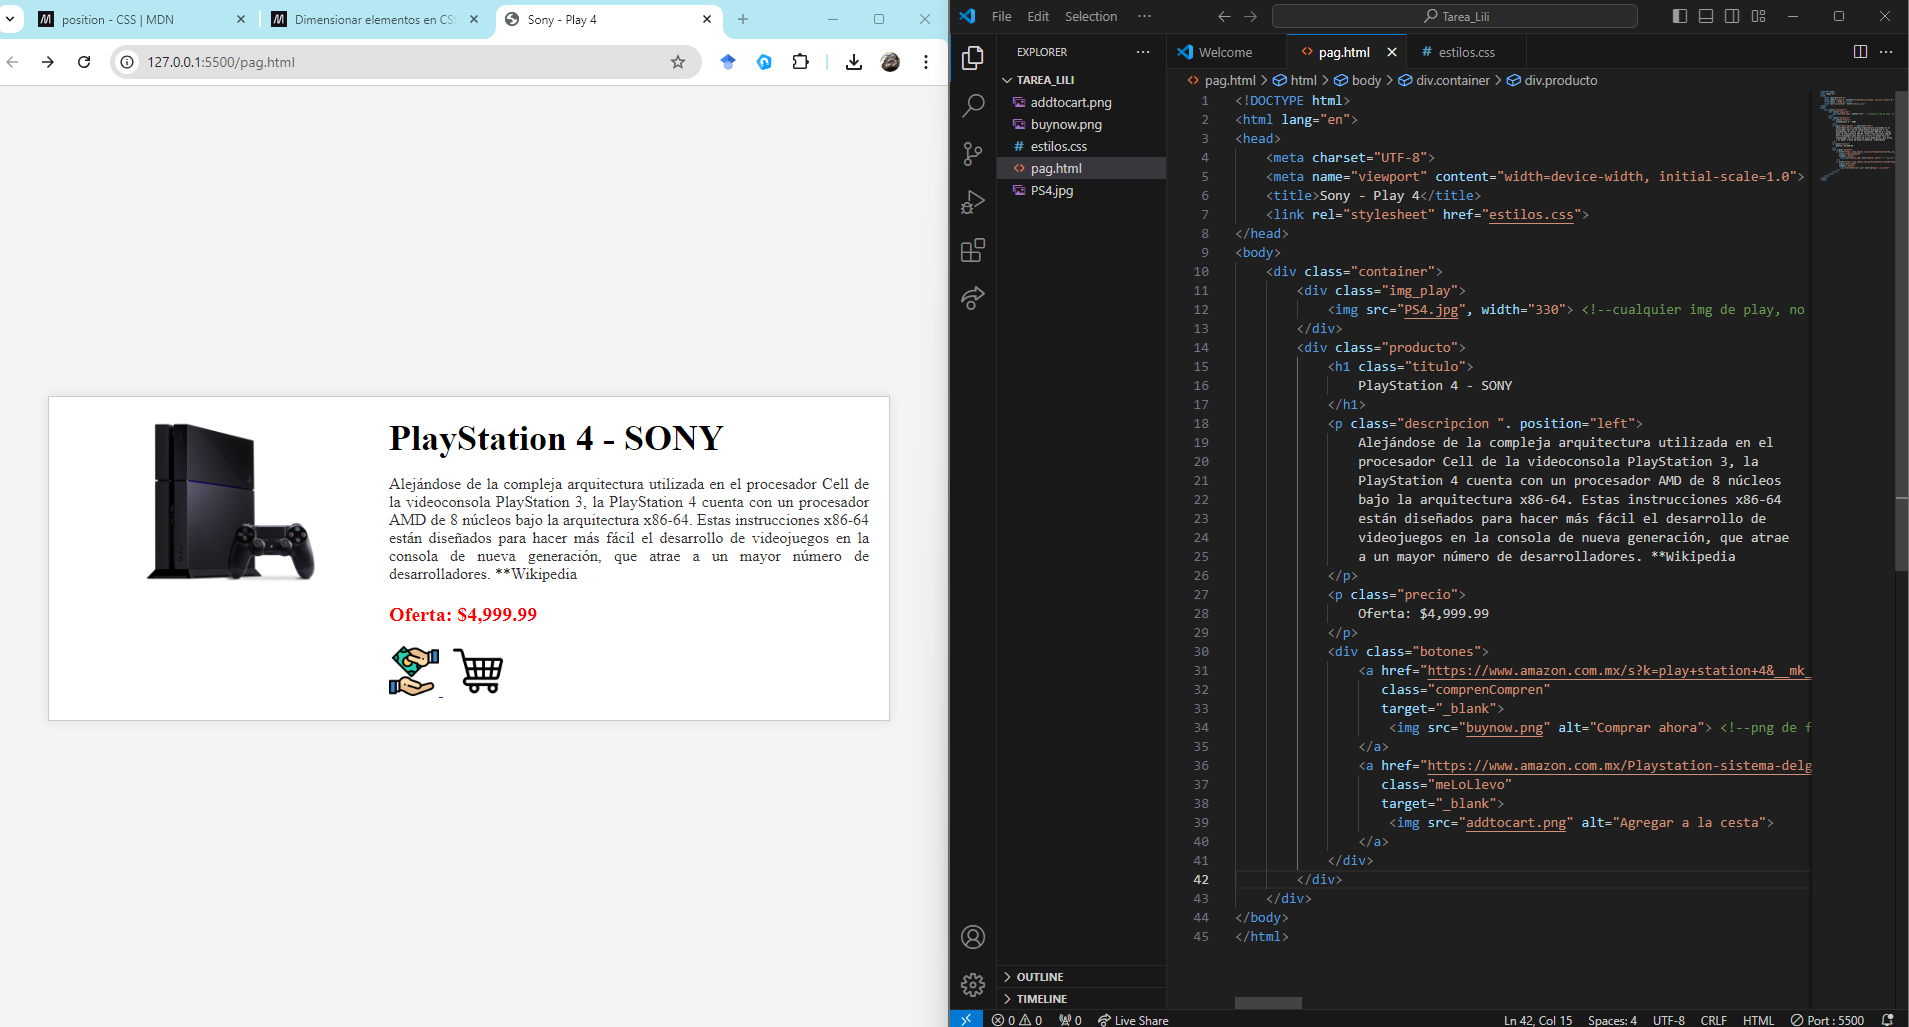 position - CSS | MDN
Dimensionar elementos en CSS
Sony - Play 4
127.0.0.1:5500/pag.html
PlayStation 4 - SONY
Alejándose de la compleja arquitectura utilizada en el procesador Cell de
la videoconsola PlayStation 3, la PlayStation 4 cuenta con un procesador
AMD de 8 núcleos bajo la arquitectura x86-64. Estas instrucciones x86-64
están diseñados para hacer más fácil el desarrollo de videojuegos en la
consola de nueva generación, que atrae a un mayor número de
desarrolladores. **Wikipedia
Oferta: $4,999.99
File Edit Selection ···
Tarea_Lili
EXPLORER ···
TAREA_LILI
addtocart.png
buynow.png
# estilos.css
<> pag.html
PS4.jpg
OUTLINE
TIMELINE
Welcome
<> pag.html
# estilos.css
<> pag.html > html > body > div.container > div.producto
1 <!DOCTYPE html>
2 <html lang="en">
3 <head>
4 <meta charset="UTF-8">
5 <meta name="viewport" content="width=device-width, initial-scale=1.0">
6 <title>Sony - Play 4</title>
7 <link rel="stylesheet" href="estilos.css">
8 </head>
9 <body>
10 <div class="container">
11 <div class="img_play">
12 <img src="PS4.jpg", width="330"> <!--cualquier img de play, no
13 </div>
14 <div class="producto">
15 <h1 class="titulo">
16 PlayStation 4 - SONY
17 </h1>
18 <p class="descripcion ". position="left">
19 Alejándose de la compleja arquitectura utilizada en el
20 procesador Cell de la videoconsola PlayStation 3, la
21 PlayStation 4 cuenta con un procesador AMD de 8 núcleos
22 bajo la arquitectura x86-64. Estas instrucciones x86-64
23 están diseñados para hacer más fácil el desarrollo de
24 videojuegos en la consola de nueva generación, que atrae
25 a un mayor número de desarrolladores. **Wikipedia
26 </p>
27 <p class="precio">
28 Oferta: $4,999.99
29 </p>
30 <div class="botones">
31 <a href="https://www.amazon.com.mx/s?k=play+station+4&__mk_
32 class="comprenCompren"
33 target="_blank">
34 <img src="buynow.png" alt="Comprar ahora"> <!--png de f
35 </a>
36 <a href="https://www.amazon.com.mx/Playstation-sistema-delg
37 class="meLoLlevo"
38 target="_blank">
39 <img src="addtocart.png" alt="Agregar a la cesta">
40 </a>
41 </div>
42 </div>
43 </div>
44 </body>
45 </html>
0 0 0 Live Share Ln 42, Col 15 Spaces: 4 UTF-8 CRLF HTML Port : 5500